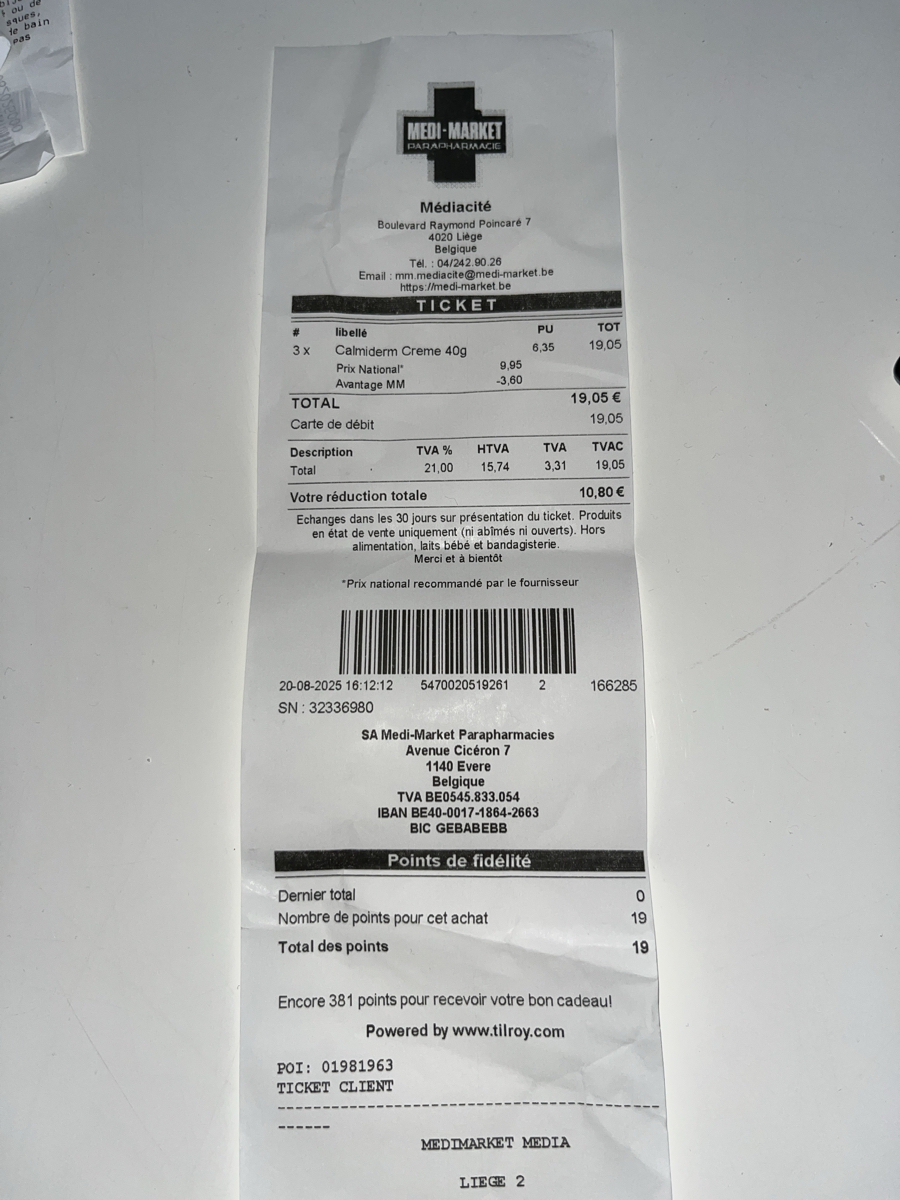 ou de
sques,
le bain
pas
MEDI-MARKET
PARAPHARMACIE
Médiacité
Boulevard Raymond Poincaré 7
4020 Liège
Belgique
Tél. : 04/242.90.26
Email : mm.mediacite@medi-market.be
https://medi-market.be
TICKET
# libellé PU TOT
3 x Calmiderm Creme 40g 6,35 19,05
Prix National* 9,95
Avantage MM -3,60
TOTAL 19,05 €
Carte de débit 19,05
Description TVA % HTVA TVA TVAC
Total 21,00 15,74 3,31 19,05
Votre réduction totale 10,80 €
Echanges dans les 30 jours sur présentation du ticket. Produits
en état de vente uniquement (ni abîmés ni ouverts). Hors
alimentation, laits bébé et bandagisterie.
Merci et à bientôt
*Prix national recommandé par le fournisseur
20-08-2025 16:12:12 5470020519261 2 166285
SN : 32336980
SA Medi-Market Parapharmacies
Avenue Cicéron 7
1140 Evere
Belgique
TVA BE0545.833.054
IBAN BE40-0017-1864-2663
BIC GEBABEBB
Points de fidélité
Dernier total 0
Nombre de points pour cet achat 19
Total des points 19
Encore 381 points pour recevoir votre bon cadeau!
Powered by www.tilroy.com
POI: 01981963
TICKET CLIENT
MEDIMARKET MEDIA
LIEGE 2